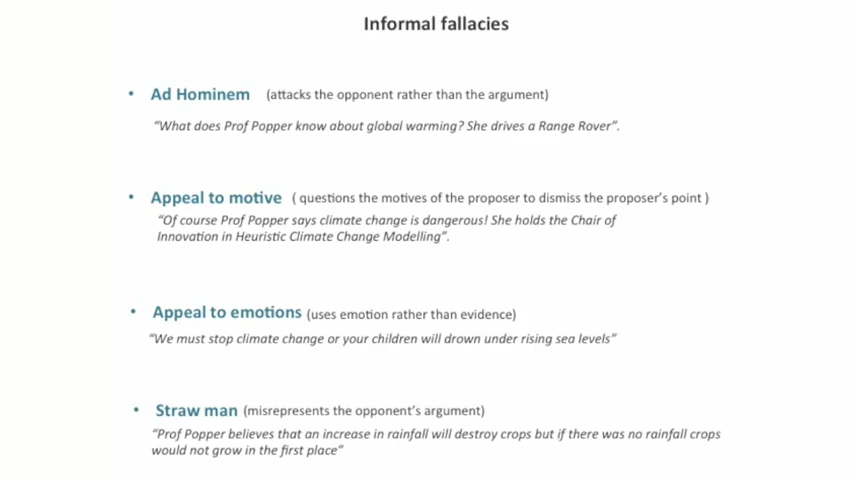 Informal fallacies
• Ad Hominem (attacks the opponent rather than the argument)
“What does Prof Popper know about global warming? She drives a Range Rover”.
• Appeal to motive ( questions the motives of the proposer to dismiss the proposer’s point )
“Of course Prof Popper says climate change is dangerous! She holds the Chair of
Innovation in Heuristic Climate Change Modelling”.
• Appeal to emotions (uses emotion rather than evidence)
“We must stop climate change or your children will drown under rising sea levels”
• Straw man (misrepresents the opponent’s argument)
“Prof Popper believes that an increase in rainfall will destroy crops but if there was no rainfall crops
would not grow in the first place”